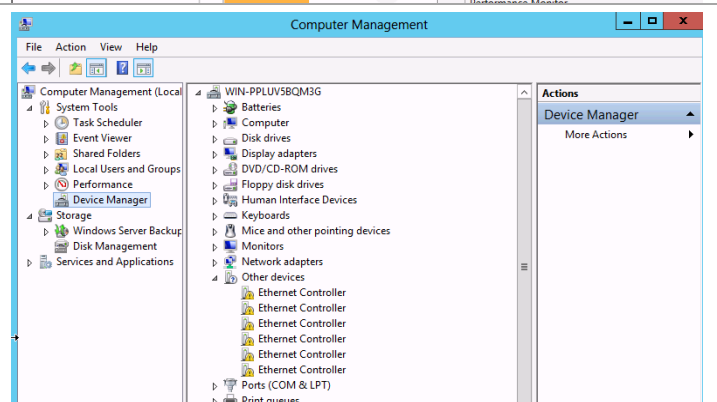 Performance Monitor
Computer Management
File Action View Help
Computer Management (Local
System Tools
Task Scheduler
Event Viewer
Shared Folders
Local Users and Groups
Performance
Device Manager
Storage
Windows Server Backup
Disk Management
Services and Applications
WIN-PPLUV5BQM3G
Batteries
Computer
Disk drives
Display adapters
DVD/CD-ROM drives
Floppy disk drives
Human Interface Devices
Keyboards
Mice and other pointing devices
Monitors
Network adapters
Other devices
Ethernet Controller
Ethernet Controller
Ethernet Controller
Ethernet Controller
Ethernet Controller
Ethernet Controller
Ports (COM & LPT)
Print queues
Actions
Device Manager
More Actions